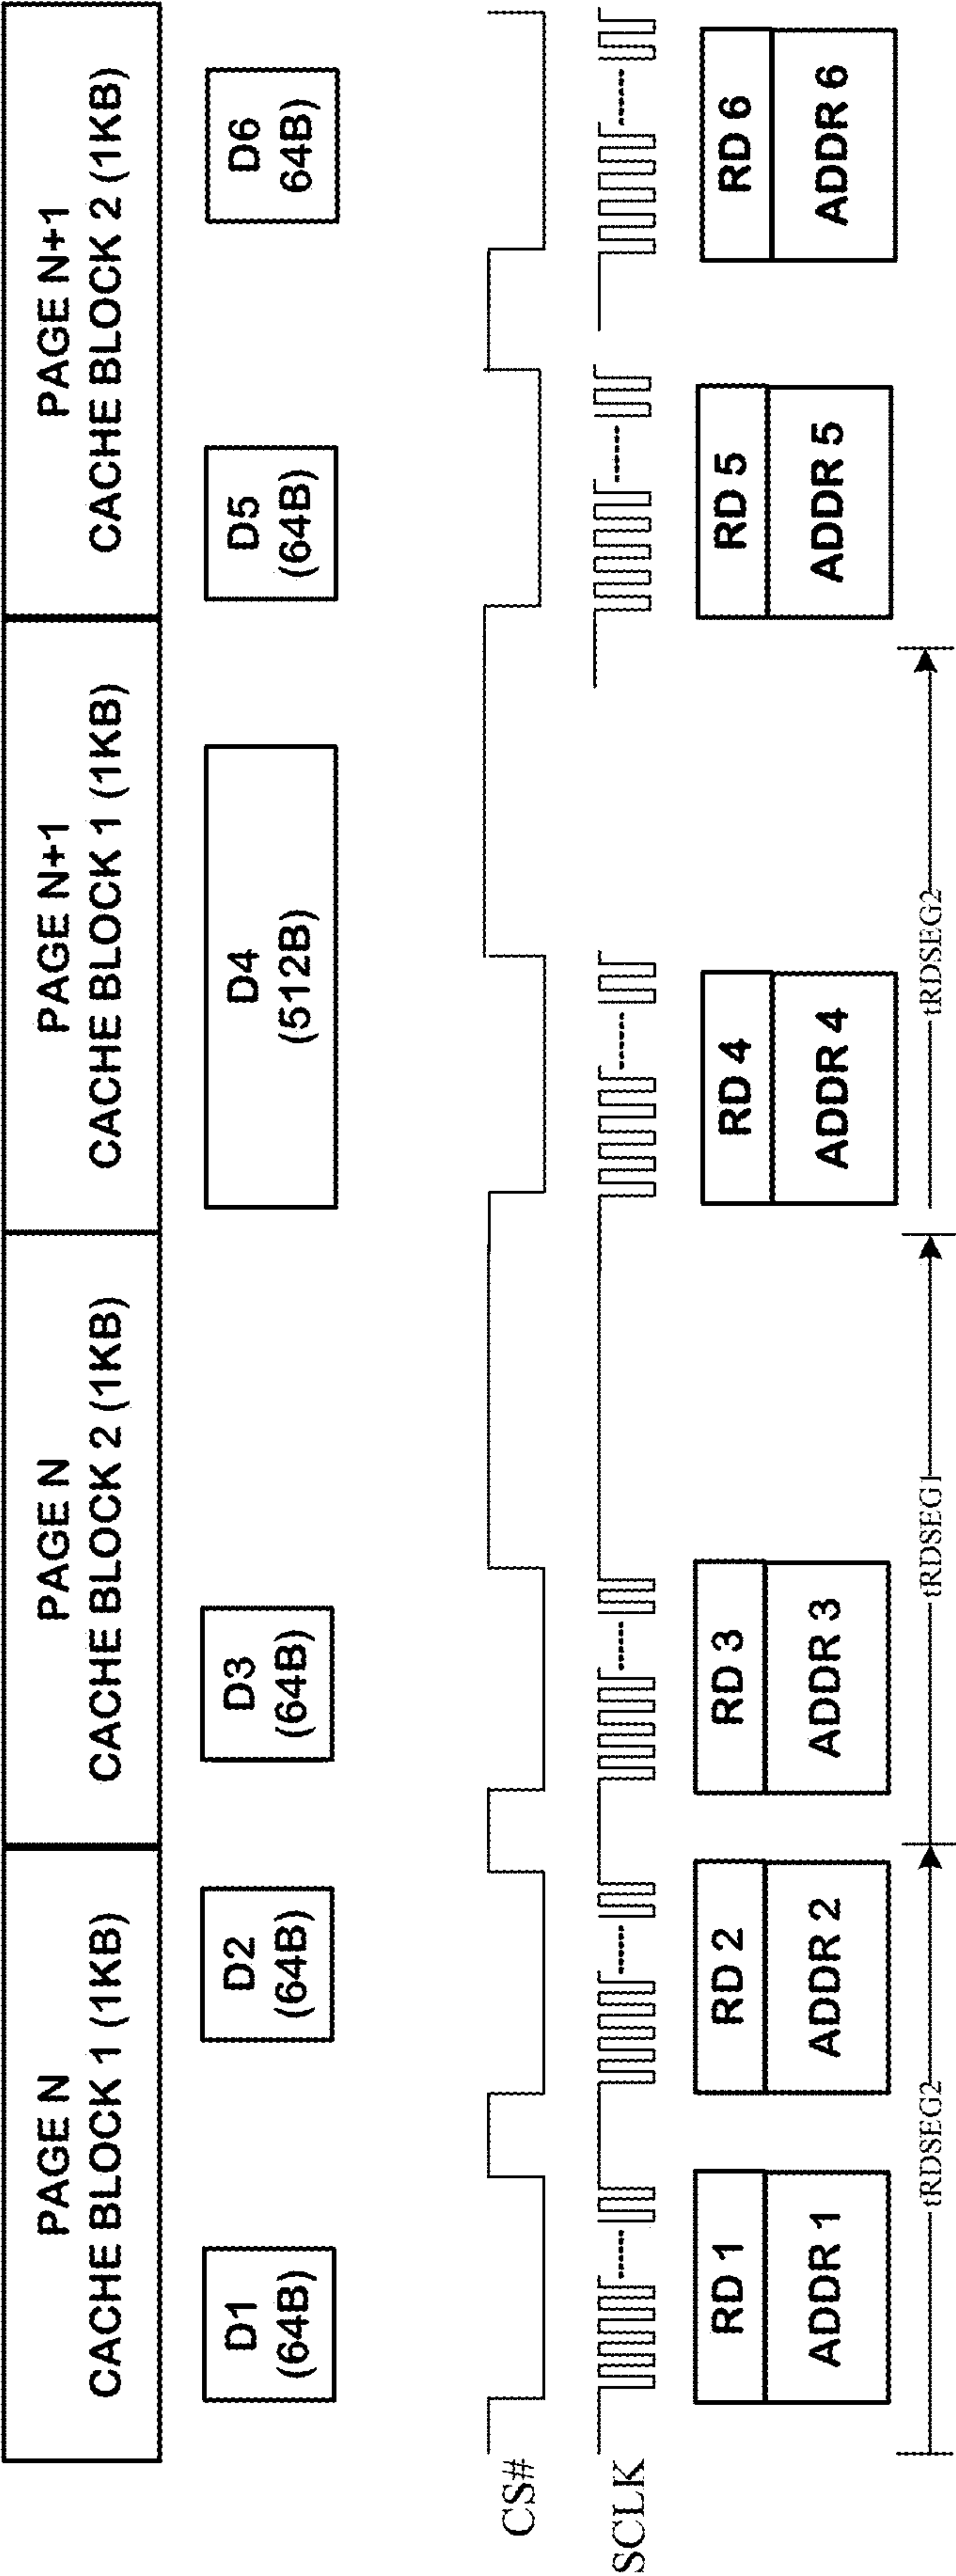 PAGE N
CACHE BLOCK 1 (1KB)
PAGE N
CACHE BLOCK 2 (1KB)
PAGE N+1
CACHE BLOCK 1 (1KB)
PAGE N+1
CACHE BLOCK 2 (1KB)
D1
(64B)
D2
(64B)
D3
(64B)
D4
(512B)
D5
(64B)
D6
64B)
CS#
SCLK
RD 1
ADDR 1
RD 2
ADDR 2
RD 3
ADDR 3
RD 4
ADDR 4
RD 5
ADDR 5
RD 6
ADDR 6
tRDSEG2
tRDSEG1
tRDSEG2